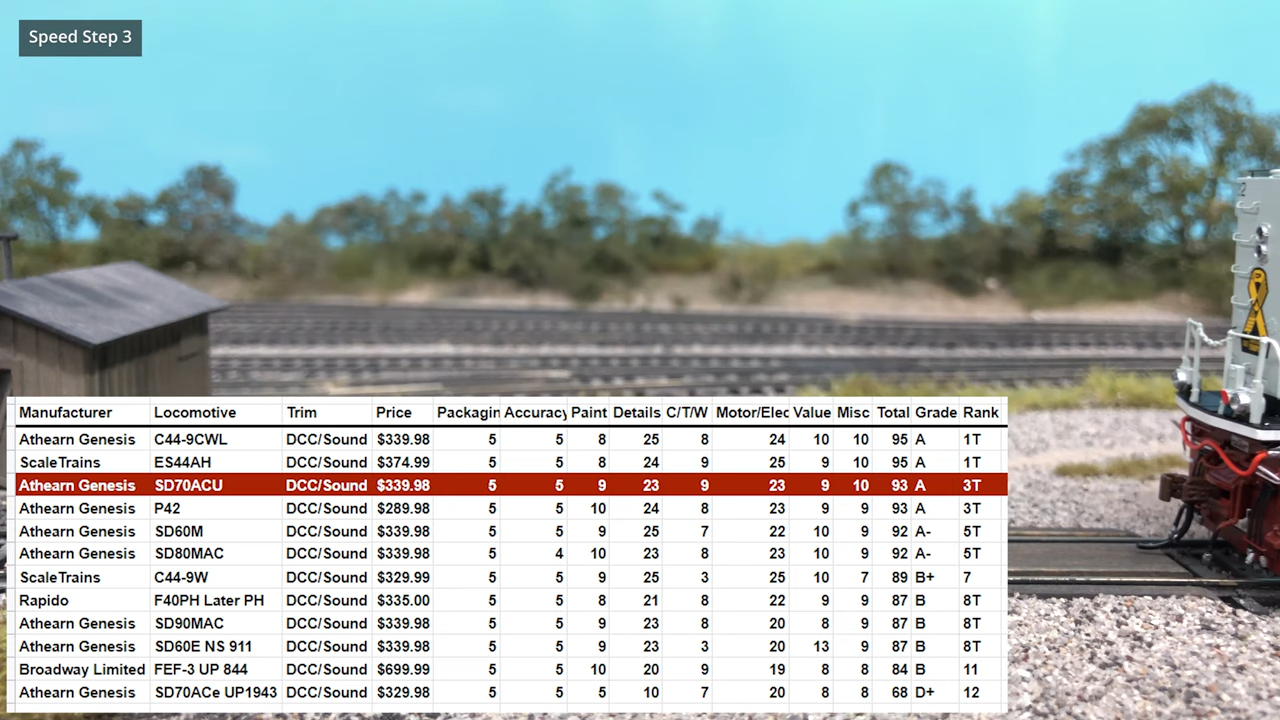 Speed Step 3
2
Manufacturer Locomotive Trim Price Packagin Accuracy Paint Details C/T/W Motor/Elec Value Misc Total Grade Rank
Athearn Genesis C44-9CWL DCC/Sound $339.98 5 5 8 25 8 24 10 10 95 A 1T
ScaleTrains ES44AH DCC/Sound $374.99 5 5 8 24 9 25 9 10 95 A 1T
Athearn Genesis SD70ACU DCC/Sound $339.98 5 5 9 23 9 23 9 10 93 A 3T
Athearn Genesis P42 DCC/Sound $289.98 5 5 10 24 8 23 9 9 93 A 3T
Athearn Genesis SD60M DCC/Sound $339.98 5 5 9 25 7 22 10 9 92 A- 5T
Athearn Genesis SD80MAC DCC/Sound $339.98 5 4 10 23 8 23 10 9 92 A- 5T
ScaleTrains C44-9W DCC/Sound $329.99 5 5 9 25 3 25 10 7 89 B+ 7
Rapido F40PH Later PH DCC/Sound $335.00 5 5 8 21 8 22 9 9 87 B 8T
Athearn Genesis SD90MAC DCC/Sound $339.98 5 5 9 23 8 20 8 9 87 B 8T
Athearn Genesis SD60E NS 911 DCC/Sound $339.98 5 5 9 23 3 20 13 9 87 B 8T
Broadway Limited FEF-3 UP 844 DCC/Sound $699.99 5 5 10 20 9 19 8 8 84 B 11
Athearn Genesis SD70ACe UP1943 DCC/Sound $329.98 5 5 5 10 7 20 8 8 68 D+ 12